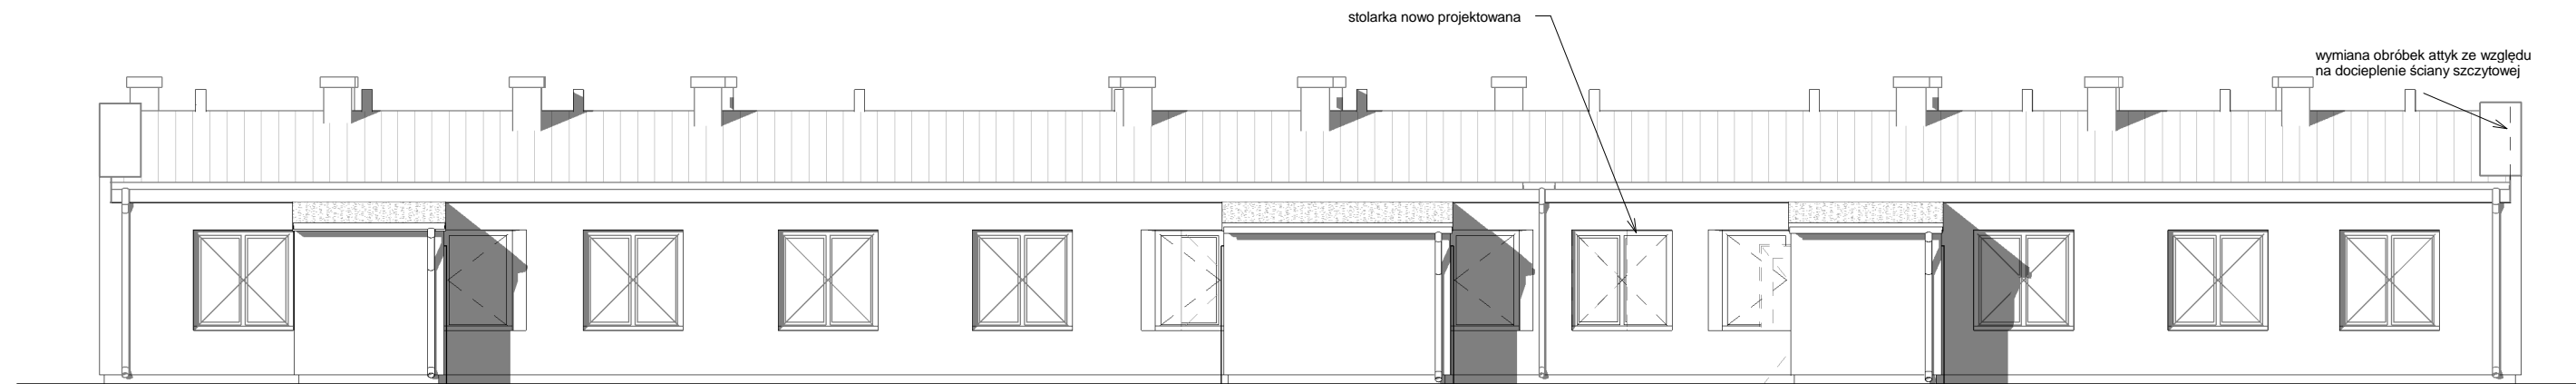 stolarka nowo projektowana
wymiana obróbek attyk ze względu
na docieplenie ściany szczytowej